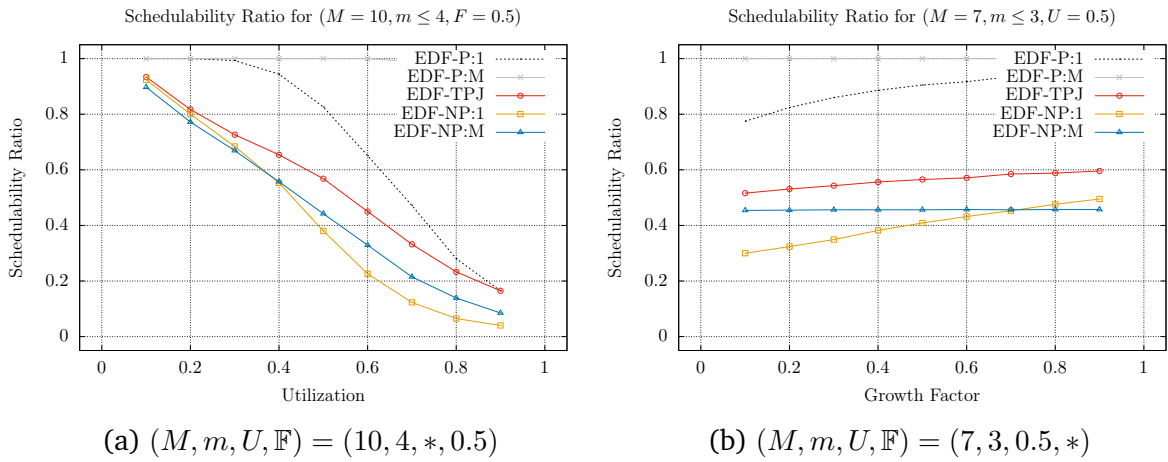 Schedulability Ratio for (M = 10, m ≤ 4, F = 0.5)
Schedulability Ratio
1
0.8
0.6
0.4
0.2
0
EDF-P:1
EDF-P:M
EDF-TPJ
EDF-NP:1
EDF-NP:M
0 0.2 0.4 0.6 0.8 1
Utilization
(a) (M, m, U, 𝔽) = (10, 4, ∗, 0.5)
Schedulability Ratio for (M = 7, m ≤ 3, U = 0.5)
Schedulability Ratio
1
0.8
0.6
0.4
0.2
0
EDF-P:1
EDF-P:M
EDF-TPJ
EDF-NP:1
EDF-NP:M
0 0.2 0.4 0.6 0.8 1
Growth Factor
(b) (M, m, U, 𝔽) = (7, 3, 0.5, ∗)